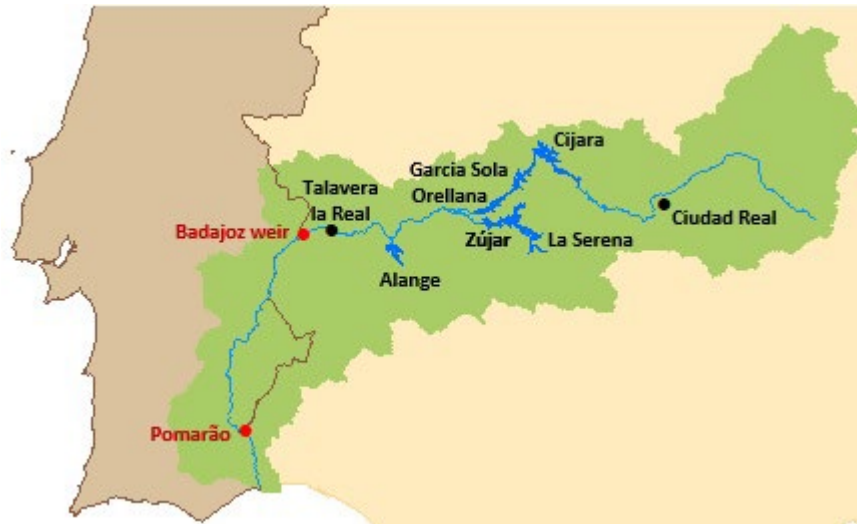 Cijara
Garcia Sola
Orellana
Talavera
la Real
Ciudad Real
Badajoz weir
Zújar
La Serena
Alange
Pomarão